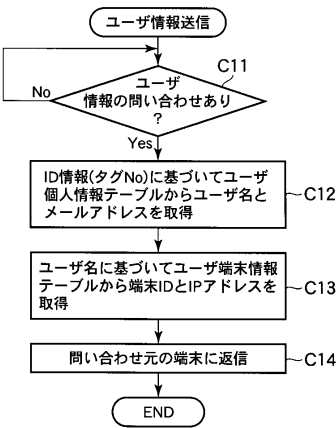 ユーザ情報送信
C11
ユーザ
情報の問い合わせあり
?
No
Yes
ID情報(タグNo)に基づいてユーザ
個人情報テーブルからユーザ名と
メールアドレスを取得
C12
ユーザ名に基づいてユーザ端末情報
テーブルから端末IDとIPアドレスを
取得
C13
問い合わせ元の端末に返信
C14
END